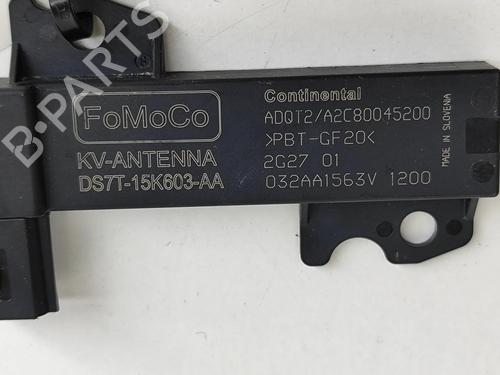 FoMoCo
KV-ANTENNA
DS7T-15K603-AA
Continental
ADQT2/A2C80045200
>PBT-GF20<
2G27 01
032AA1563V 1200
MADE IN SLOVENIA
B-PARTS